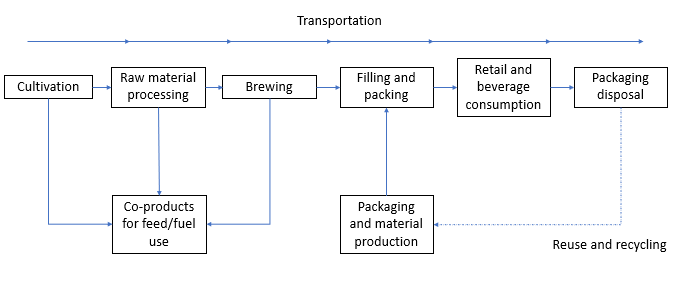 Transportation
Cultivation
Raw material
processing
Brewing
Filling and
packing
Retail and
beverage
consumption
Packaging
disposal
Co-products
for feed/fuel
use
Packaging
and material
production
Reuse and recycling